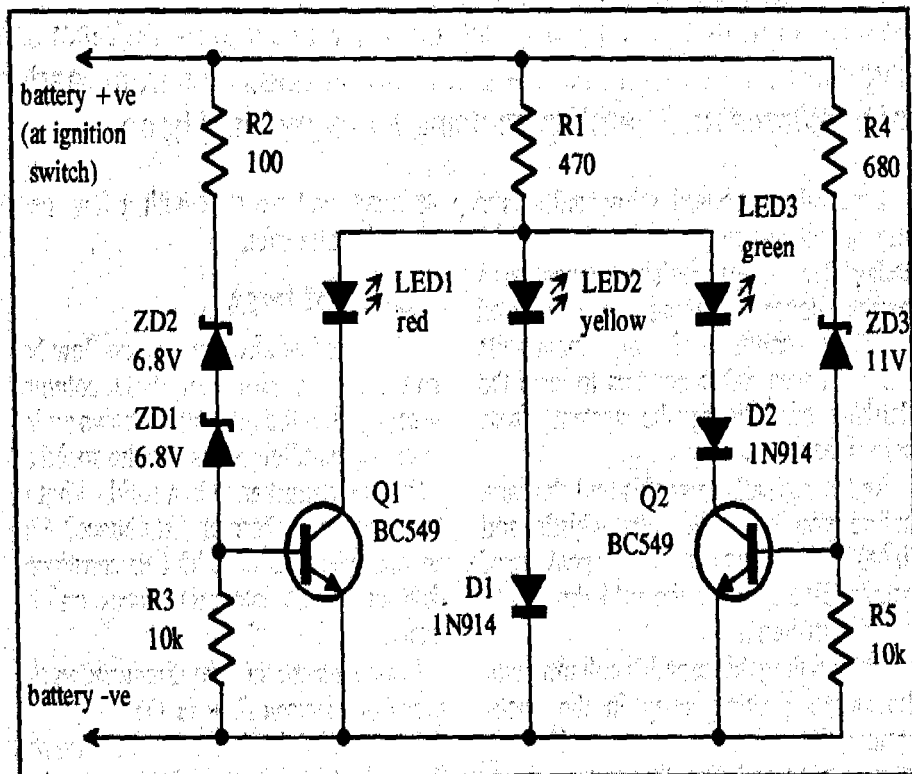 battery +ve
(at ignition
switch)
R2
100
R1
470
R4
680
LED3
green
LED1
red
LED2
yellow
ZD2
6.8V
ZD3
11V
ZD1
6.8V
D2
1N914
Q1
BC549
Q2
BC549
D1
1N914
R3
10k
R5
10k
battery -ve